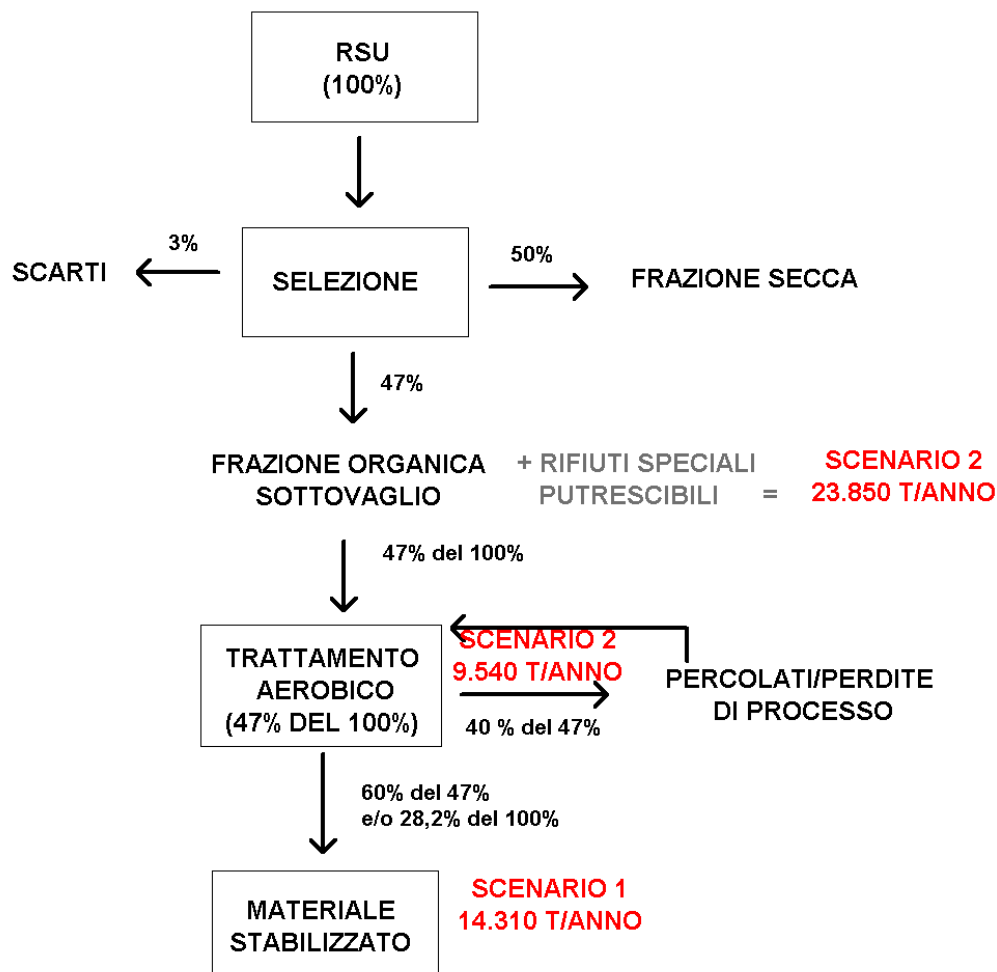 RSU
(100%)
3%
SCARTI
SELEZIONE
50%
FRAZIONE SECCA
47%
FRAZIONE ORGANICA
SOTTOVAGLIO
+ RIFIUTI SPECIALI
PUTRESCIBILI =
SCENARIO 2
23.850 T/ANNO
47% del 100%
TRATTAMENTO
AEROBICO
(47% DEL 100%)
SCENARIO 2
9.540 T/ANNO
40 % del 47%
PERCOLATI/PERDITE
DI PROCESSO
60% del 47%
e/o 28,2% del 100%
MATERIALE
STABILIZZATO
SCENARIO 1
14.310 T/ANNO